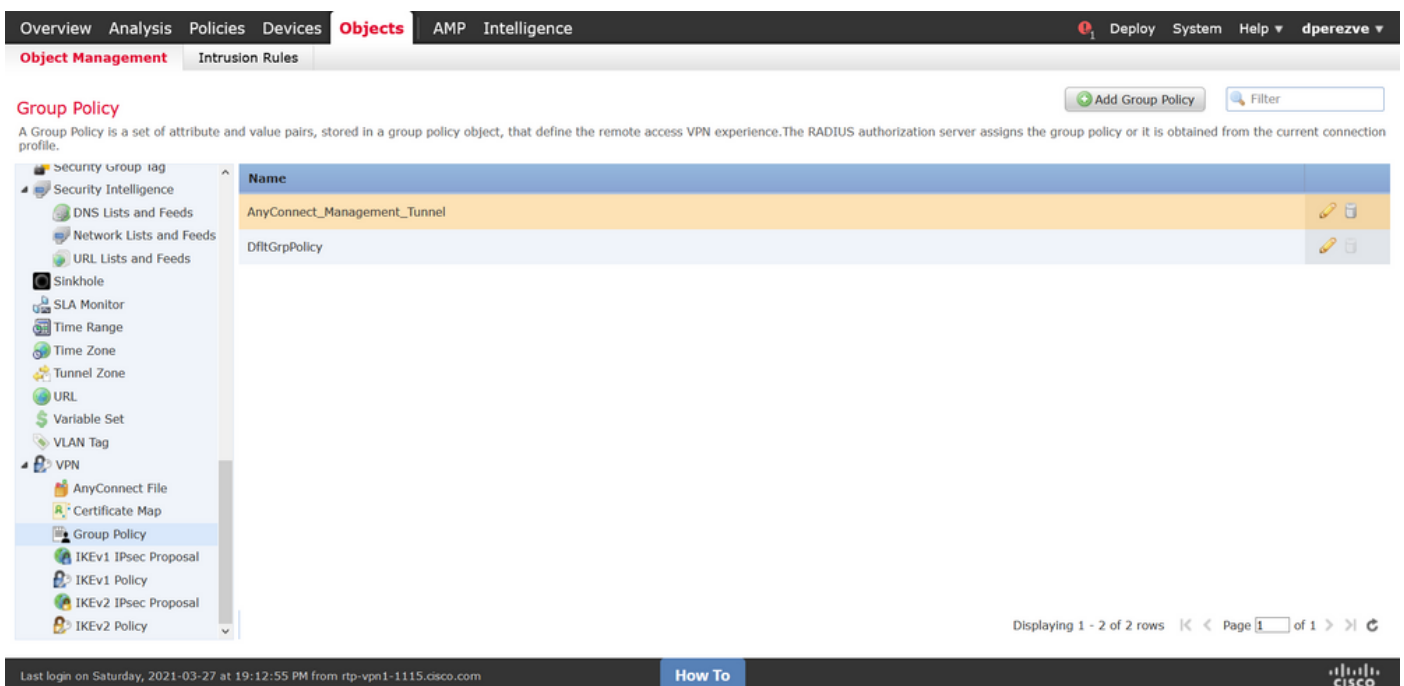 Overview Analysis Policies Devices Objects AMP Intelligence 1 Deploy System Help dperezve
Object Management Intrusion Rules
Group Policy
Add Group Policy Filter
A Group Policy is a set of attribute and value pairs, stored in a group policy object, that define the remote access VPN experience.The RADIUS authorization server assigns the group policy or it is obtained from the current connection
profile.
Security Group Tag
Security Intelligence
DNS Lists and Feeds
Network Lists and Feeds
URL Lists and Feeds
Sinkhole
SLA Monitor
Time Range
Time Zone
Tunnel Zone
URL
Variable Set
VLAN Tag
VPN
AnyConnect File
Certificate Map
Group Policy
IKEv1 IPsec Proposal
IKEv1 Policy
IKEv2 IPsec Proposal
IKEv2 Policy
Name
AnyConnect_Management_Tunnel
DfltGrpPolicy
Displaying 1 - 2 of 2 rows Page 1 of 1
Last login on Saturday, 2021-03-27 at 19:12:55 PM from rtp-vpn1-1115.cisco.com
How To
CISCO